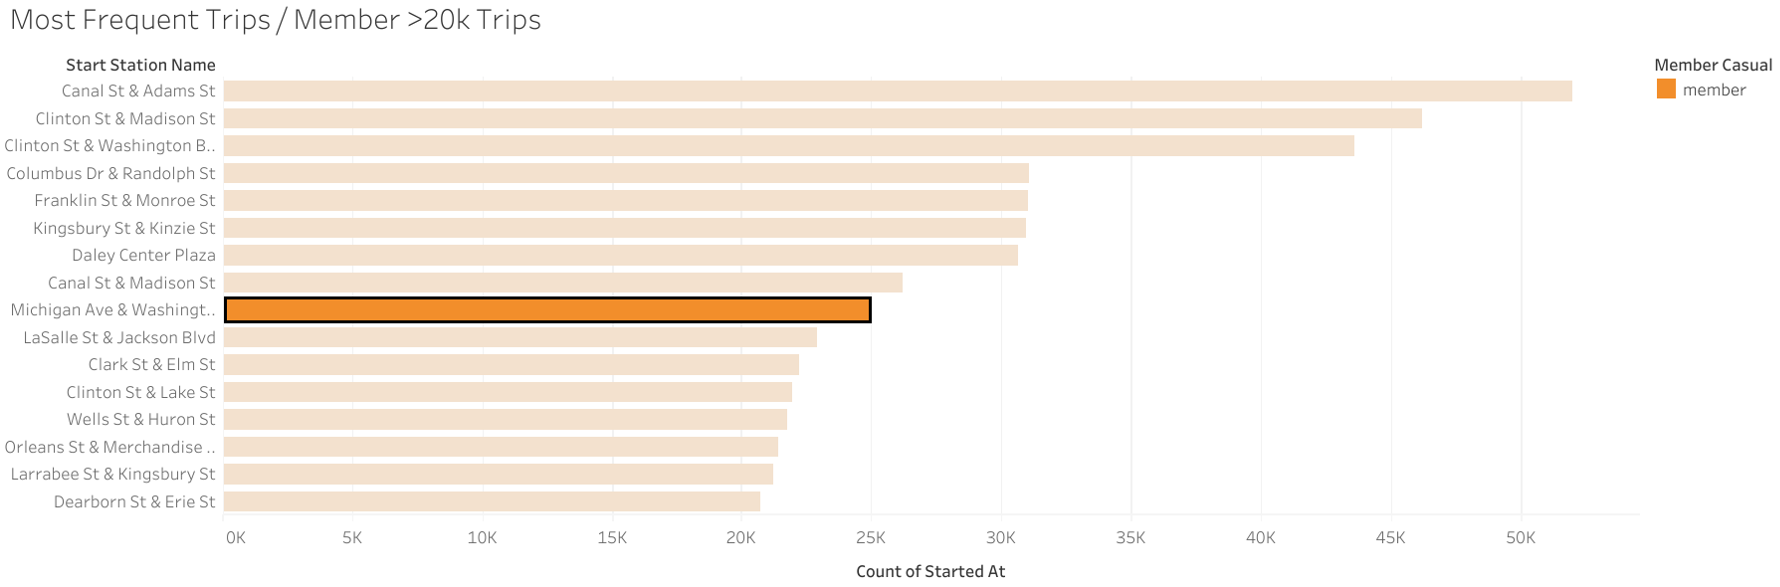 Most Frequent Trips / Member >20k Trips
Start Station Name
Member Casual
member
Canal St & Adams St
Clinton St & Madison St
Clinton St & Washington B..
Columbus Dr & Randolph St
Franklin St & Monroe St
Kingsbury St & Kinzie St
Daley Center Plaza
Canal St & Madison St
Michigan Ave & Washingt..
LaSalle St & Jackson Blvd
Clark St & Elm St
Clinton St & Lake St
Wells St & Huron St
Orleans St & Merchandise ..
Larrabee St & Kingsbury St
Dearborn St & Erie St
0K 5K 10K 15K 20K 25K 30K 35K 40K 45K 50K
Count of Started At